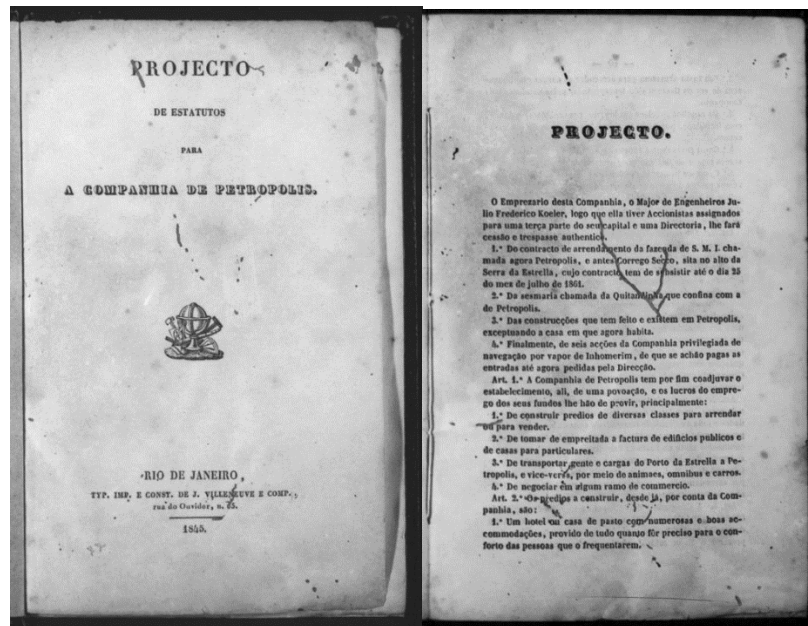 PROJECTO
DE ESTATUTOS
PARA
A COMPANHIA DE PETROPOLIS.
RIO DE JANEIRO,
TYP. IMP. E CONST. DE J. VILLENEUVE E COMP.,
rua do Ouvidor, n. 65.
1845.
PROJECTO.
O Emprezario desta Companhia, o Major de Engenheiros Ju-
lio Frederico Koeler, logo que ella tiver Accionistas assignados
para uma terça parte do seu capital e uma Directoria, lhe fará
cessão e trespasse authentico.
1.º Do contracto de arrendamento da fazenda de S. M. I. cha-
mada agora Petropolis, e antes Corrego Secco, sita no alto da
Serra da Estrella, cujo contracto tem de subsistir até o dia 25
do mez de julho de 1861.
2.º Da sesmaria chamada da Quitandinha que confina com a
de Petropolis.
3.º Das construcções que tem feito e existem em Petropolis,
exceptuando a casa em que agora habita.
4.º Finalmente, de seis acções da Companhia privilegiada de
navegação por vapor de Inhomerim, de que se achão pagas as
entradas até agora pedidas pela Direcção.
Art. 1.º A Companhia de Petropolis tem por fim coadjuvar o
estabelecimento, ali, de uma povoação, e os lucros do empre-
go dos seus fundos lhe hão de provir, principalmente:
1.º De construir predios de diversas classes para arrendar
ou para vender.
2.º De tomar de empreitada a factura de edificios publicos e
de casas para particulares.
3.º De transportar gente e cargas do Porto da Estrella a Pe-
tropolis, e vice-versa, por meio de animaes, omnibus e carros.
4.º De negociar em algum ramo de commercio.
Art. 2.º Os predios a construir, desde já, por conta da Com-
panhia, são:
1.º Um hotel ou casa de pasto com numerosas e boas ac-
commodações, provido de tudo quanto fôr preciso para o con-
forto das pessoas que o frequentarem.